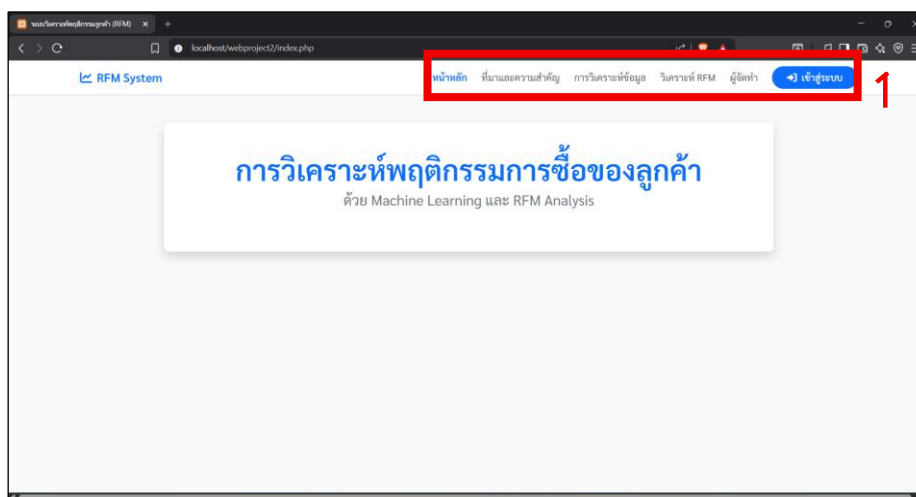 ระบบวิเคราะห์พฤติกรรมลูกค้า (RFM)
localhost/webproject2/index.php
RFM System หน้าหลัก ที่มาและความสำคัญ การวิเคราะห์ข้อมูล วิเคราะห์ RFM ผู้จัดทำ เข้าสู่ระบบ
1
การวิเคราะห์พฤติกรรมการซื้อของลูกค้า
ด้วย Machine Learning และ RFM Analysis